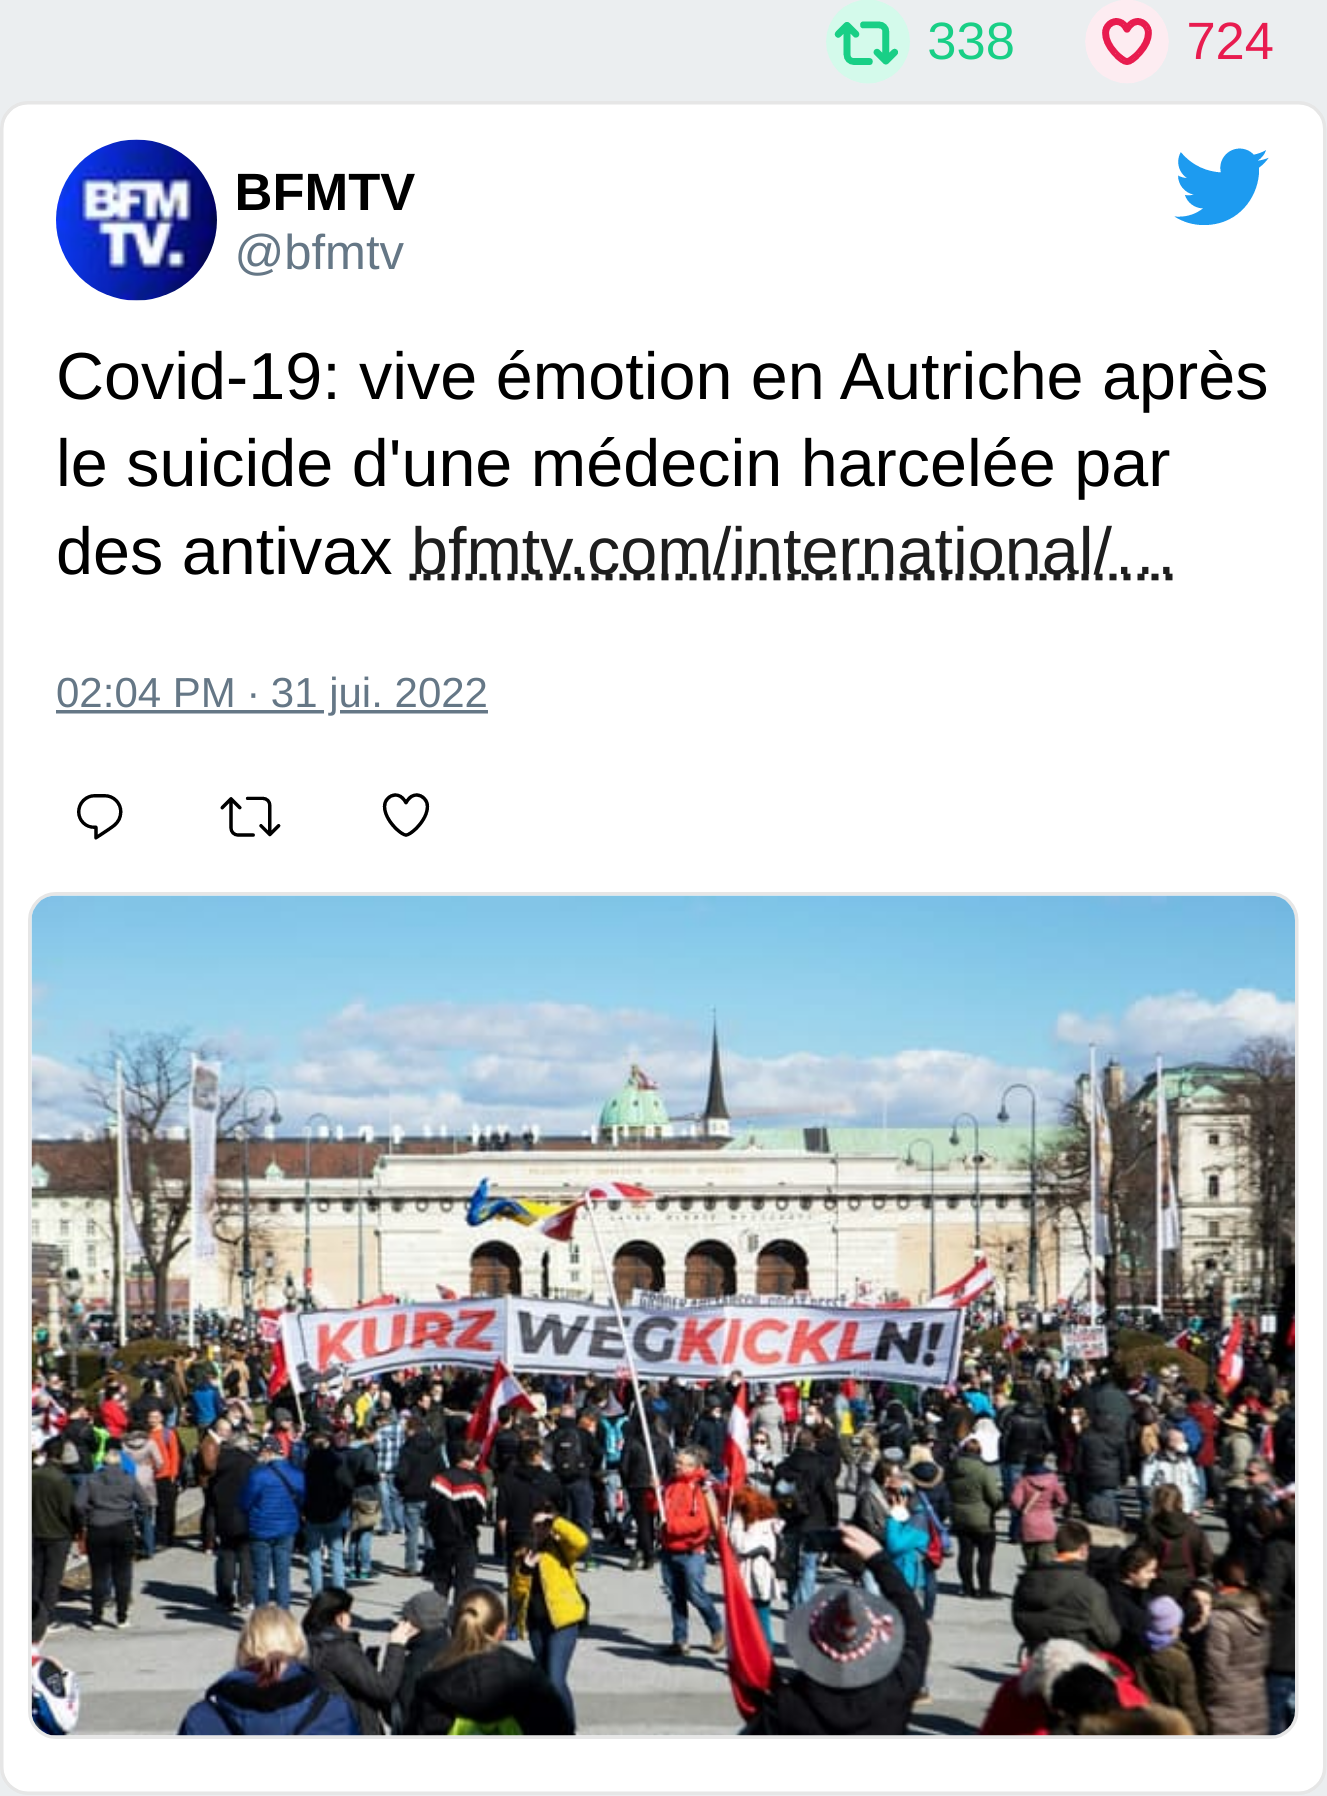 338 724
BFM
TV.
BFMTV
@bfmtv
Covid-19: vive émotion en Autriche après
le suicide d'une médecin harcelée par
des antivax bfmtv.com/international/…
02:04 PM · 31 jui. 2022
KURZ WEGKICKLN!